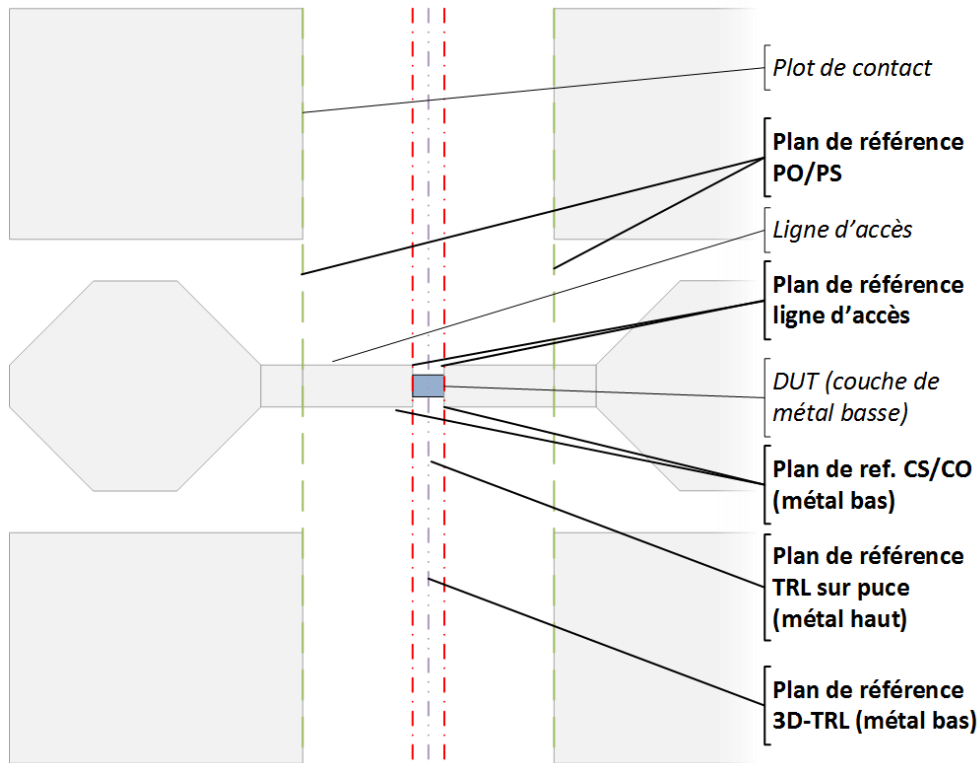 Plot de contact
Plan de référence
PO/PS
Ligne d’accès
Plan de référence
ligne d’accès
DUT (couche de
métal basse)
Plan de ref. CS/CO
(métal bas)
Plan de référence
TRL sur puce
(métal haut)
Plan de référence
3D-TRL (métal bas)